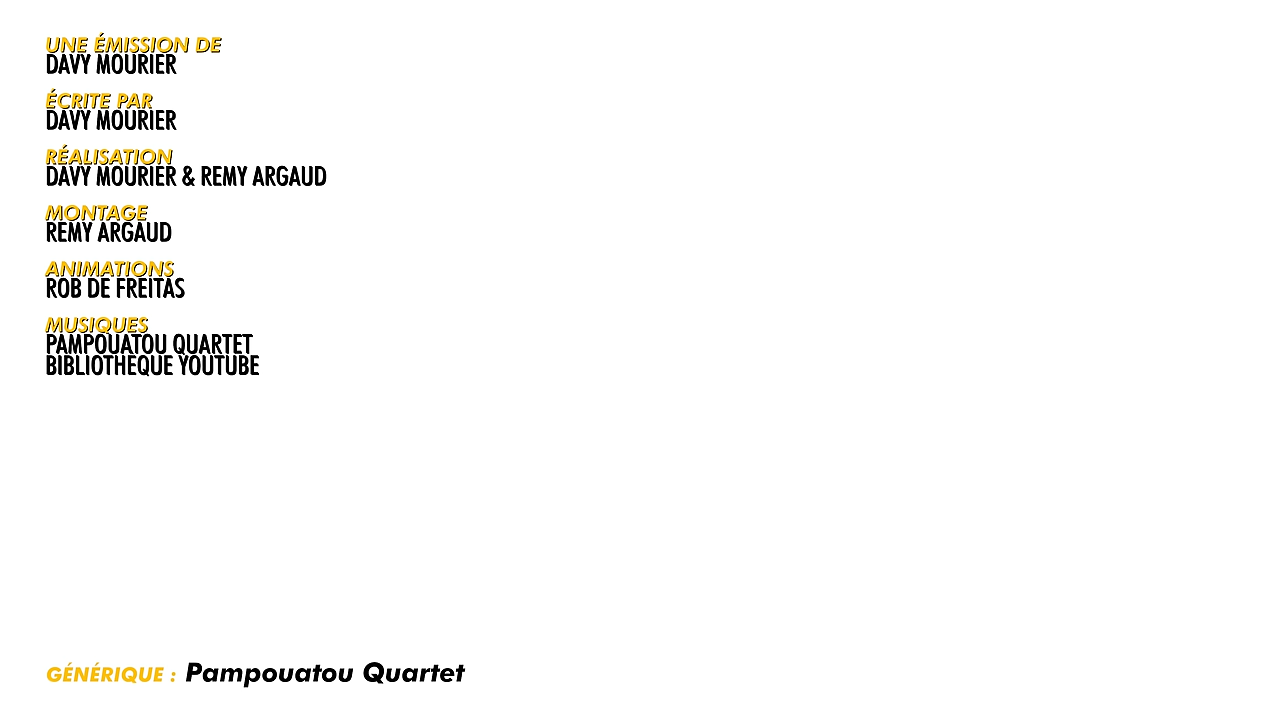 UNE ÉMISSION DE
DAVY MOURIER
ÉCRITE PAR
DAVY MOURIER
RÉALISATION
DAVY MOURIER & REMY ARGAUD
MONTAGE
REMY ARGAUD
ANIMATIONS
ROB DE FREITAS
MUSIQUES
PAMPOUATOU QUARTET
BIBLIOTHÈQUE YOUTUBE
GÉNÉRIQUE : Pampouatou Quartet